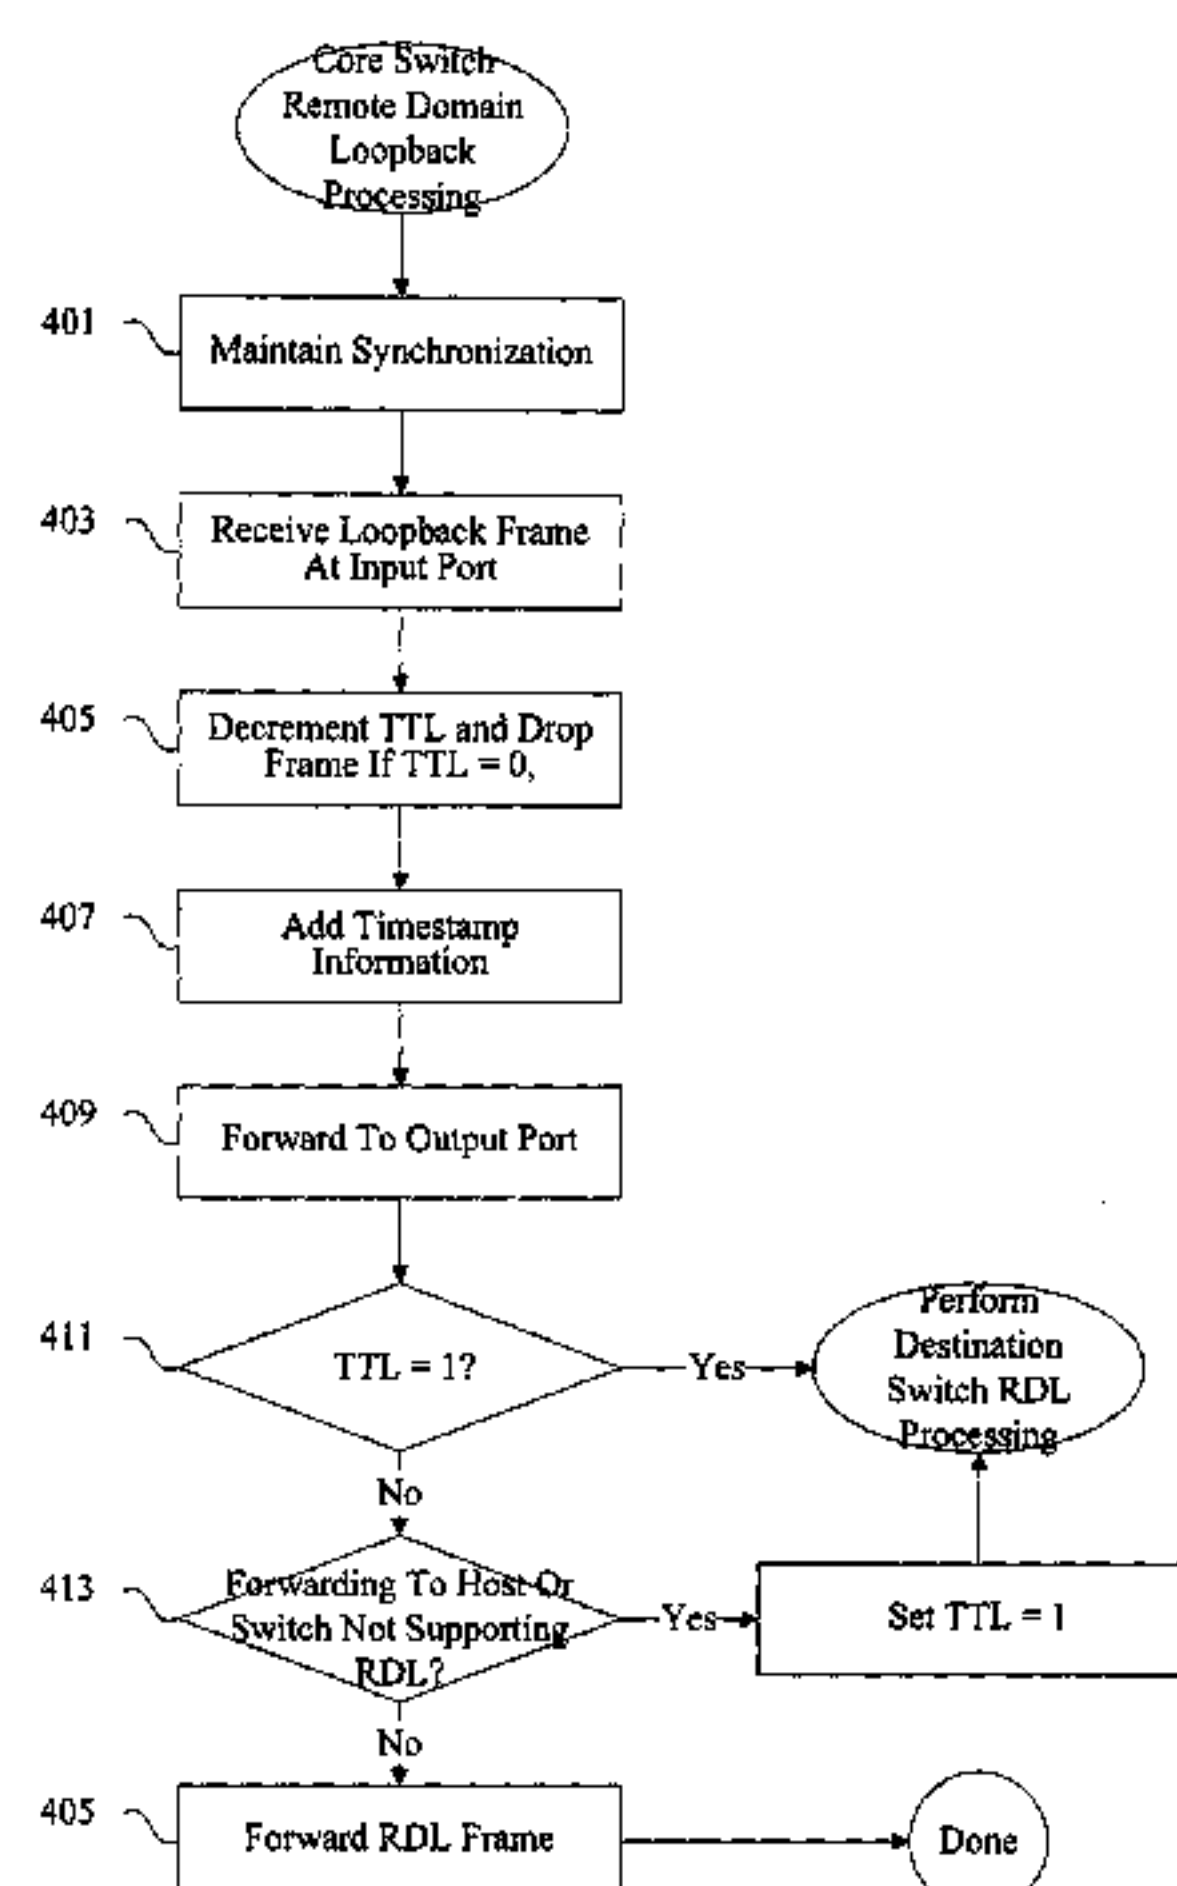 Core Switch
Remote Domain
Loopback
Processing
401
Maintain Synchronization
403
Receive Loopback Frame
At Input Port
405
Decrement TTL and Drop
Frame If TTL = 0,
407
Add Timestamp
Information
409
Forward To Output Port
411
TTL = 1?
Yes
Perform
Destination
Switch RDL
Processing
No
413
Forwarding To Host Or
Switch Not Supporting
RDL?
Yes
Set TTL = 1
No
405
Forward RDL Frame
Done